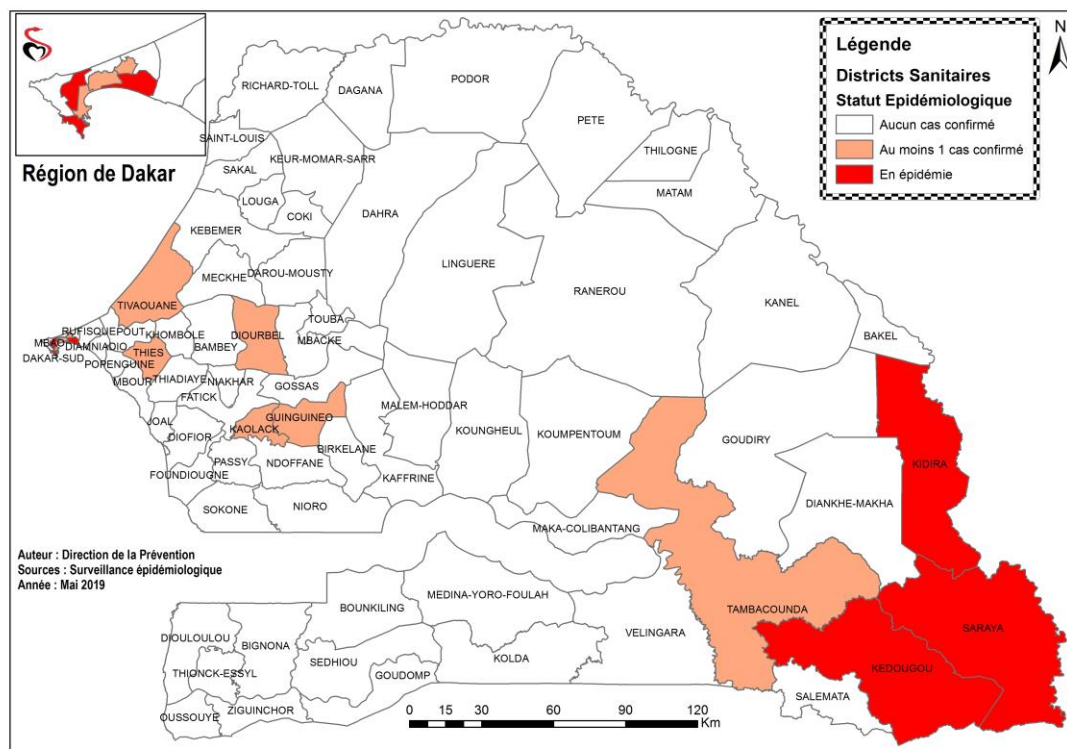 Région de Dakar
N
Légende
Districts Sanitaires
Statut Epidémiologique
Aucun cas confirmé
Au moins 1 cas confirmé
En épidémie
PODOR
RICHARD-TOLL
DAGANA
PETE
SAINT-LOUIS
THILOGNE
KEUR-MOMAR-SARR
SAKAL
MATAM
LOUGA
COKI
DAHRA
KEBEMER
LINGUERE
MECKHE
DAROU-MOUSTY
RANEROU
KANEL
TIVAOUANE
TOUBA
RUFISQUE
POUT
KHOMBOLE
DIOURBEL
MBAO
DIAMNIADIO
BAMBEY
MBACKE
BAKEL
DAKAR-SUD
THIES
POPENGUINE
MBOUR
THIADIAYE
NIAKHAR
GOSSAS
FATICK
MALEM-HODDAR
JOAL
GUINGUINEO
KAOLACK
KOUNGHEUL
KOUMPENTOUM
GOUDIRY
DIOFIOR
BIRKELANE
PASSY
NDOFFANE
KIDIRA
FOUNDIOUGNE
KAFFRINE
DIANKHE-MAKHA
SOKONE
NIORO
MAKA-COLIBANTANG
Auteur : Direction de la Prévention
Sources : Surveillance épidémiologique
Année : Mai 2019
MEDINA-YORO-FOULAH
BOUNKILING
TAMBACOUNDA
SARAYA
DIOULOULOU
BIGNONA
VELINGARA
SEDHIOU
KOLDA
KEDOUGOU
THIONCK-ESSYL
GOUDOMP
SALEMATA
OUSSOUYE
ZIGUINCHOR
0 30 60 90 120
Km